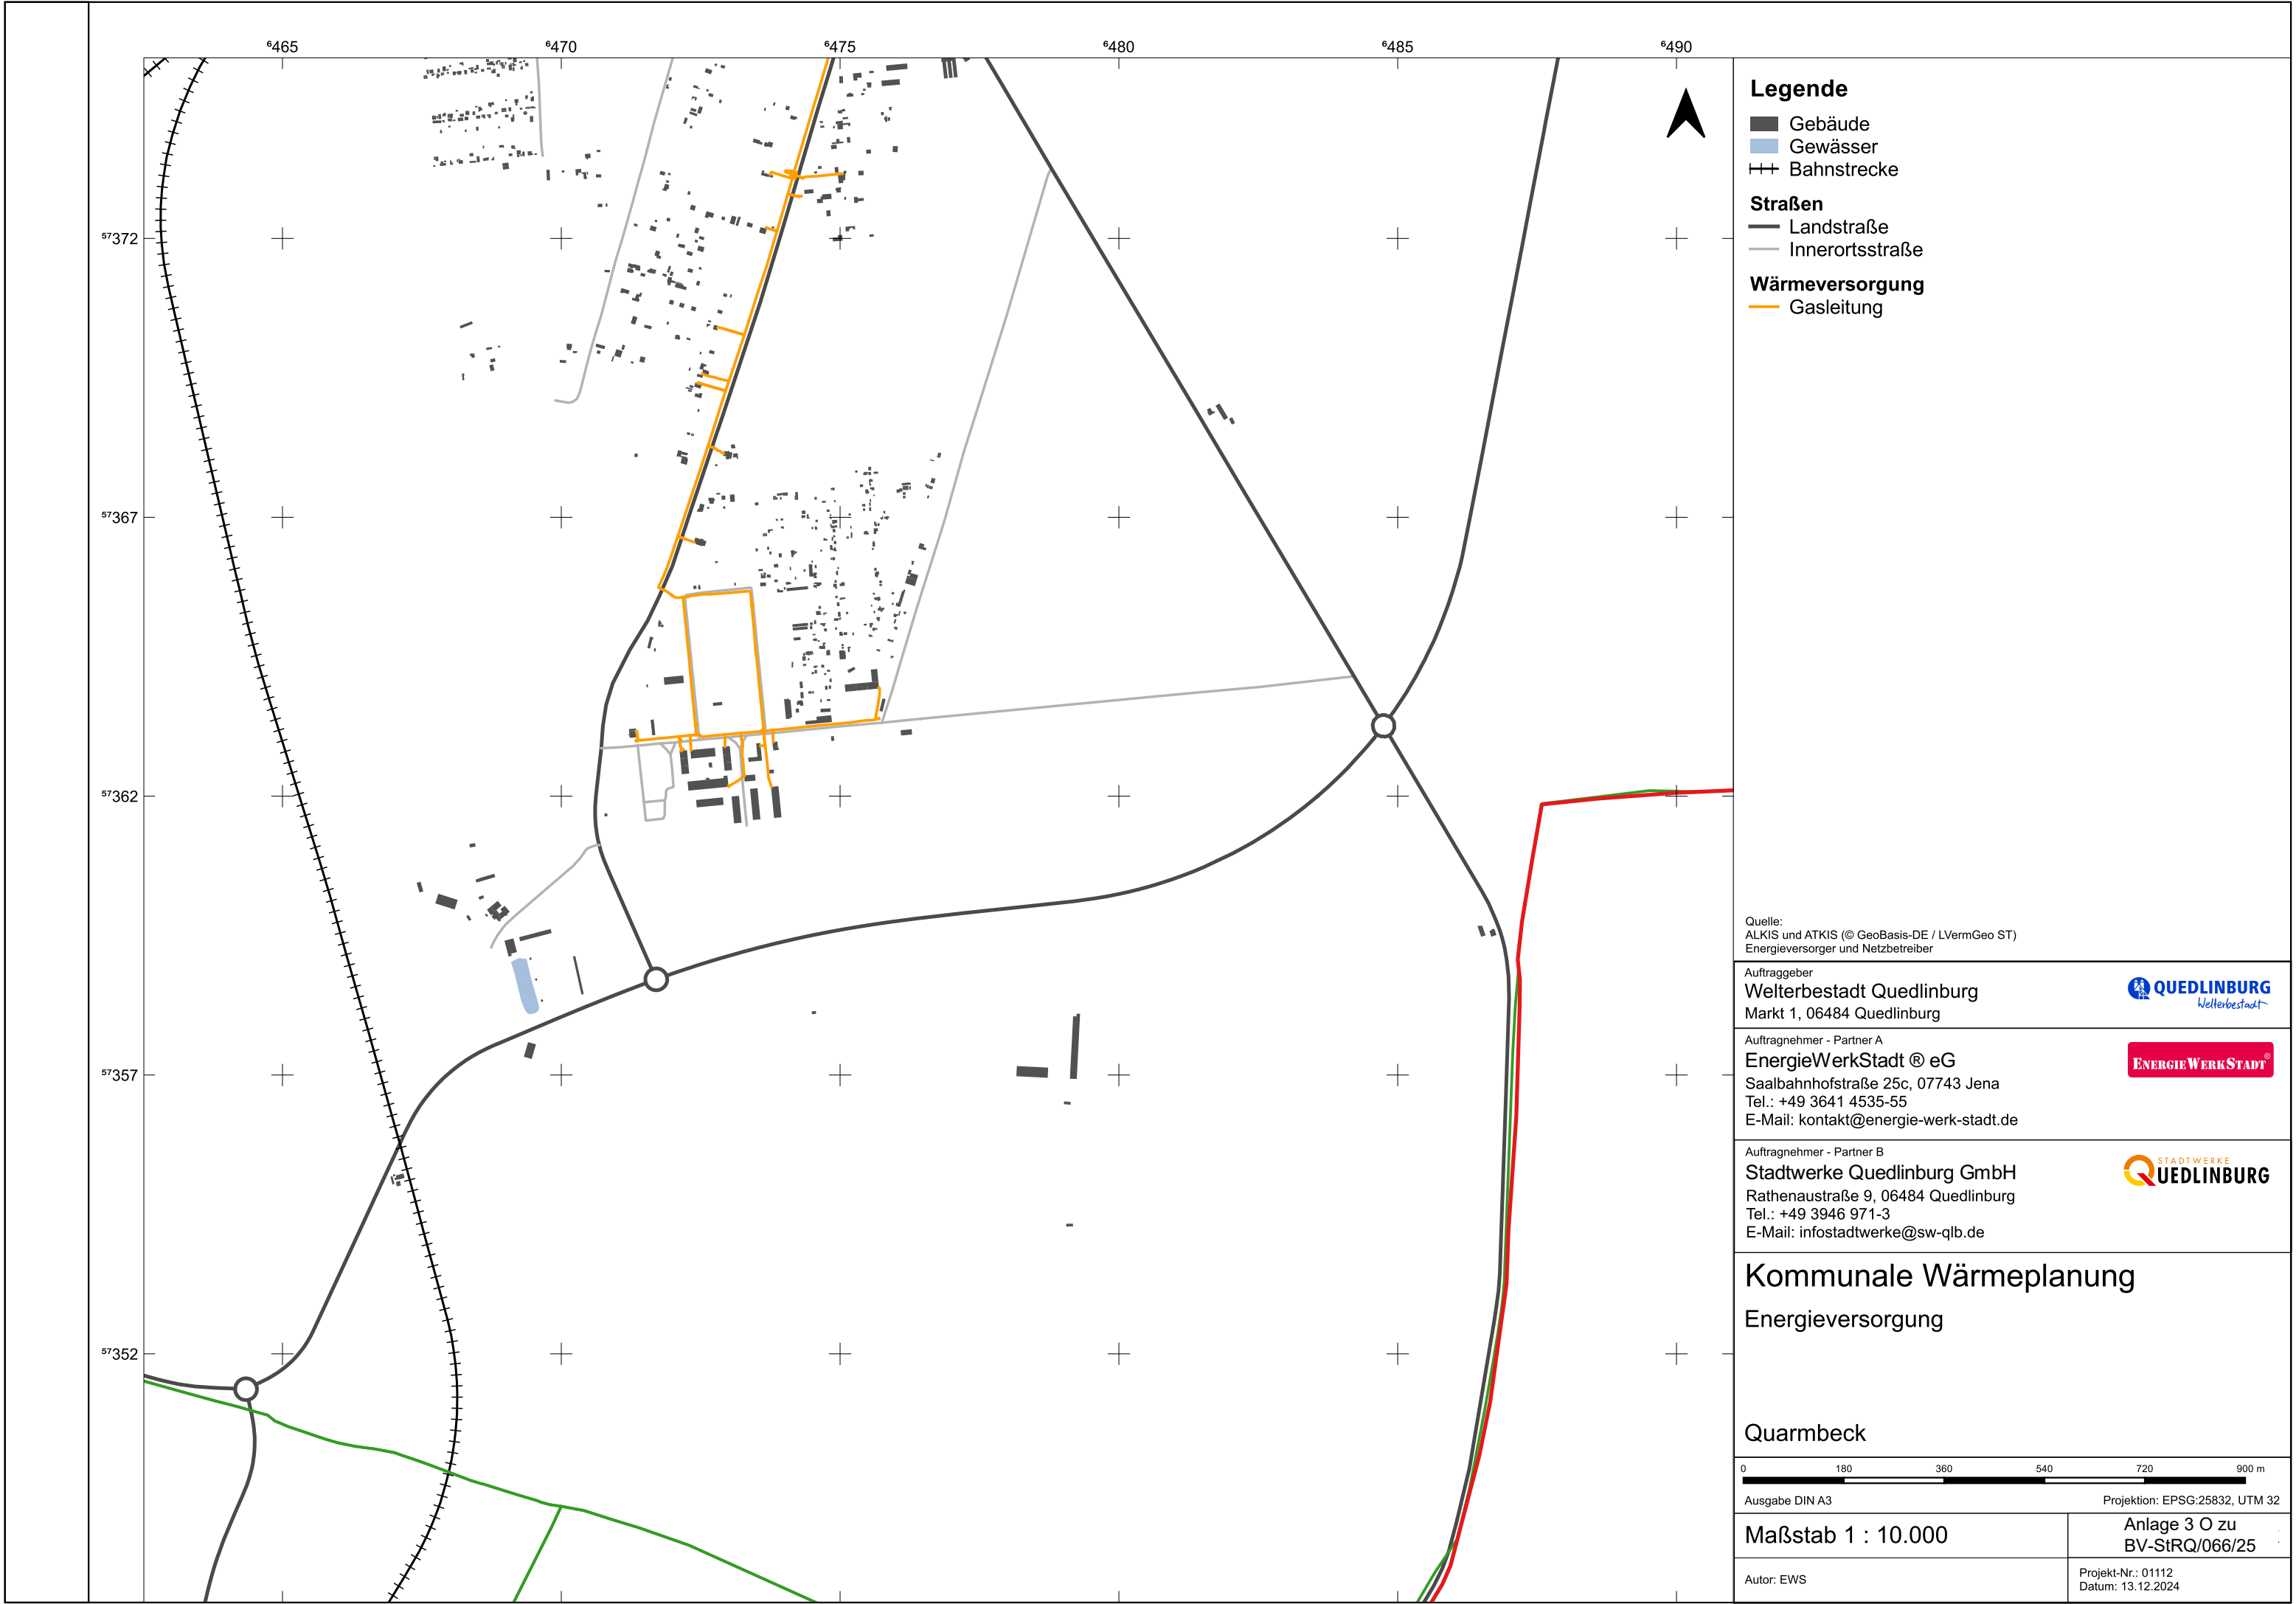 ⁶465 ⁶470 ⁶475 ⁶480 ⁶485 ⁶490
⁵⁷372
⁵⁷367
⁵⁷362
⁵⁷357
⁵⁷352
Legende
Gebäude
Gewässer
Bahnstrecke
Straßen
Landstraße
Innerortsstraße
Wärmeversorgung
Gasleitung
Quelle:
ALKIS und ATKIS (© GeoBasis-DE / LVermGeo ST)
Energieversorger und Netzbetreiber
Auftraggeber
Welterbestadt Quedlinburg
Markt 1, 06484 Quedlinburg
QUEDLINBURG
Welterbestadt
Auftragnehmer - Partner A
EnergieWerkStadt ® eG
Saalbahnhofstraße 25c, 07743 Jena
Tel.: +49 3641 4535-55
E-Mail: kontakt@energie-werk-stadt.de
ENERGIEWERKSTADT®
Auftragnehmer - Partner B
Stadtwerke Quedlinburg GmbH
Rathenaustraße 9, 06484 Quedlinburg
Tel.: +49 3946 971-3
E-Mail: infostadtwerke@sw-qlb.de
STADTWERKE
QUEDLINBURG
Kommunale Wärmeplanung
Energieversorgung
Quarmbeck
0 180 360 540 720 900 m
Ausgabe DIN A3 Projektion: EPSG:25832, UTM 32
Maßstab 1 : 10.000
Anlage 3 O zu
BV-StRQ/066/25
Autor: EWS
Projekt-Nr.: 01112
Datum: 13.12.2024